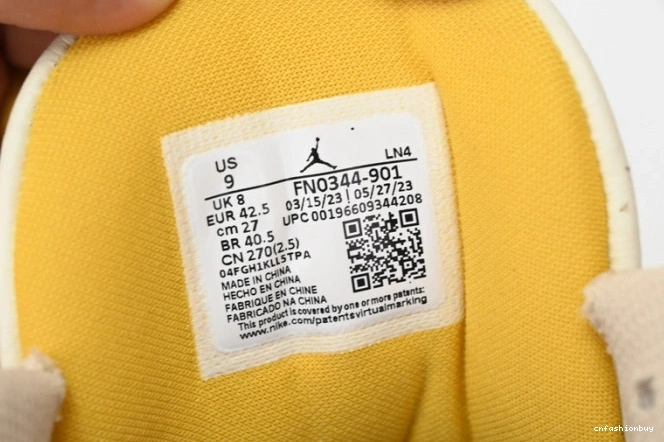 US
9
LN4
FN0344-901
03/15/23 | 05/27/23
UPC 00196609344208
UK 8
EUR 42.5
cm 27
BR 40.5
CN 270(2.5)
04FGH1KLL5TPA
MADE IN CHINA
HECHO EN CHINA
FABRIQUE EN CHINE
FABRICADO NA CHINA
This product is covered by one or more patents:
www.nike.com/patentsvirtualmarking
cnfashionbuy